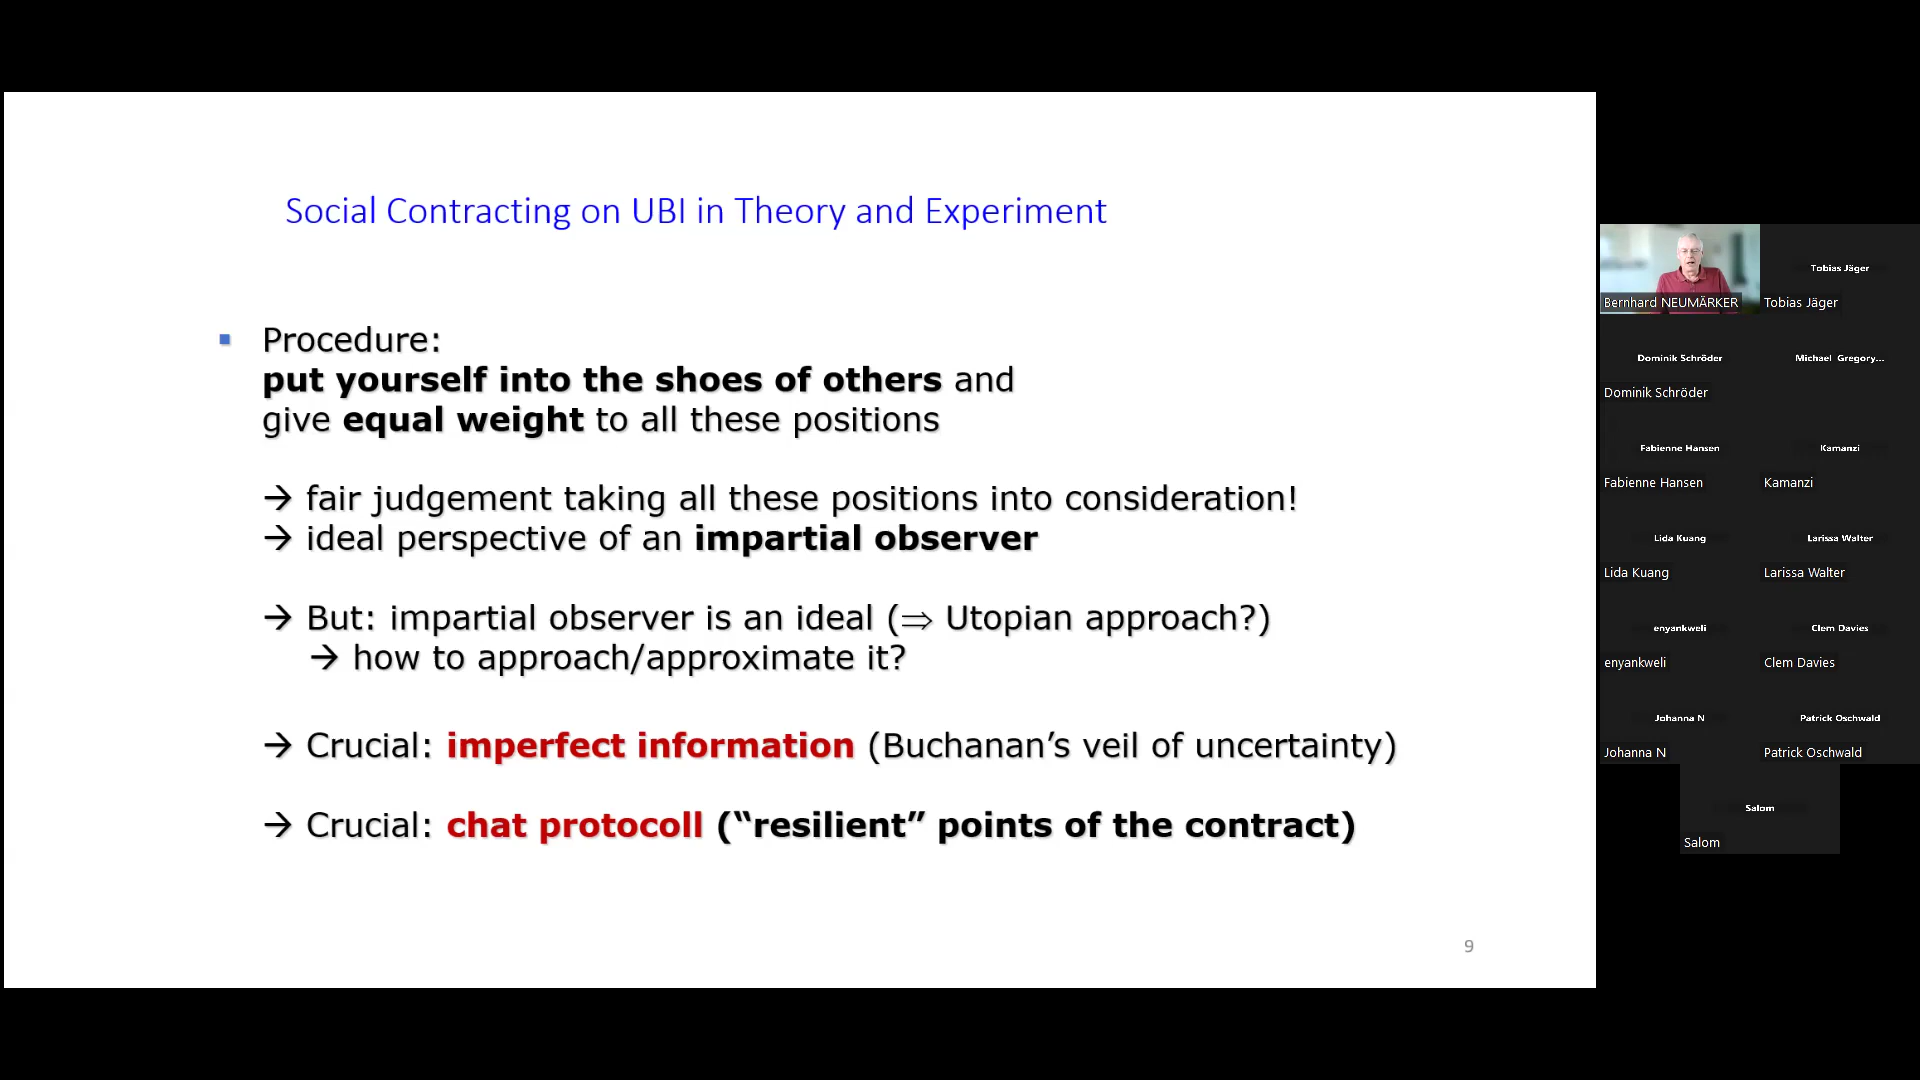 Social Contracting on UBI in Theory and Experiment
▪ Procedure:
put yourself into the shoes of others and
give equal weight to all these positions
→ fair judgement taking all these positions into consideration!
→ ideal perspective of an impartial observer
→ But: impartial observer is an ideal (⇒ Utopian approach?)
→ how to approach/approximate it?
→ Crucial: imperfect information (Buchanan’s veil of uncertainty)
→ Crucial: chat protocoll (“resilient” points of the contract)
9
Bernhard NEUMÄRKER
Tobias Jäger
Tobias Jäger
Dominik Schröder
Michael Gregory...
Dominik Schröder
Fabienne Hansen
Kamanzi
Fabienne Hansen
Kamanzi
Lida Kuang
Larissa Walter
Lida Kuang
Larissa Walter
enyankweli
Clem Davies
enyankweli
Clem Davies
Johanna N
Patrick Oschwald
Johanna N
Patrick Oschwald
Salom
Salom